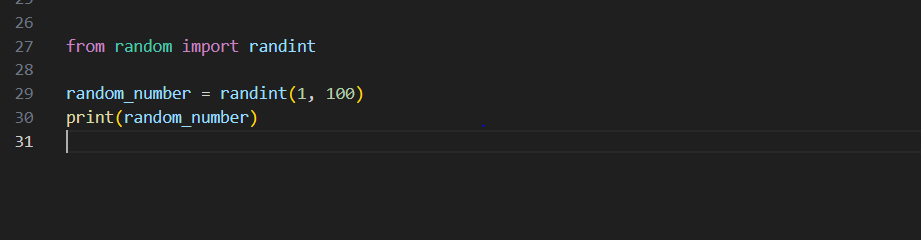 26
27 from random import randint
28
29 random_number = randint(1, 100)
30 print(random_number)
31